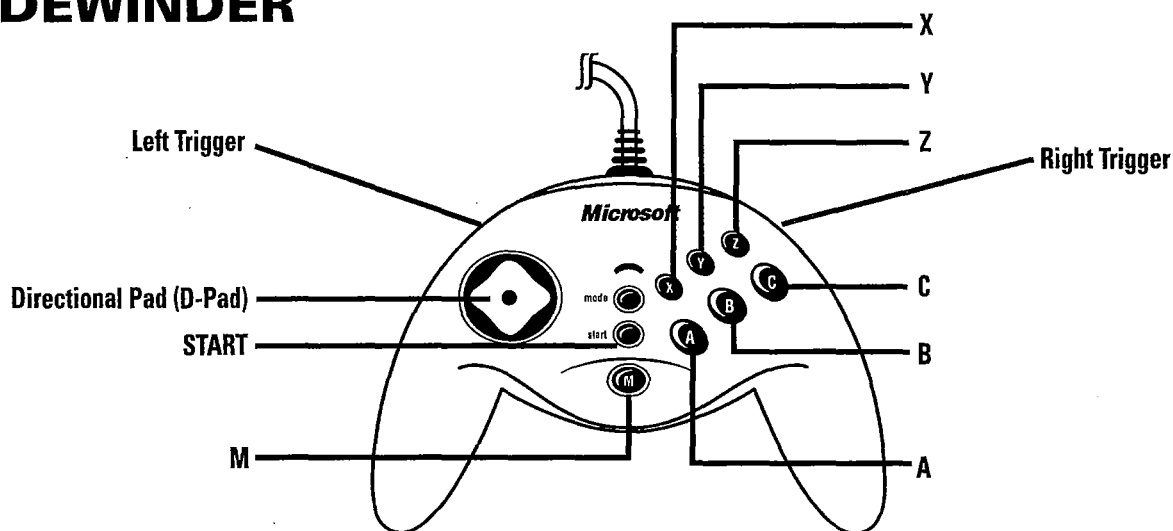 DEWINDER
X
Y
Z
Left Trigger
Right Trigger
Microsoft
Z
Y
C
X
Directional Pad (D-Pad)
mode
B
C
START
start
A
B
M
M
A